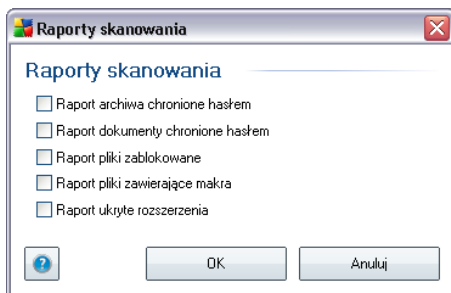 Raporty skanowania
Raporty skanowania
Raport archiwa chronione hasłem
Raport dokumenty chronione hasłem
Raport pliki zablokowane
Raport pliki zawierające makra
Raport ukryte rozszerzenia
? OK Anuluj